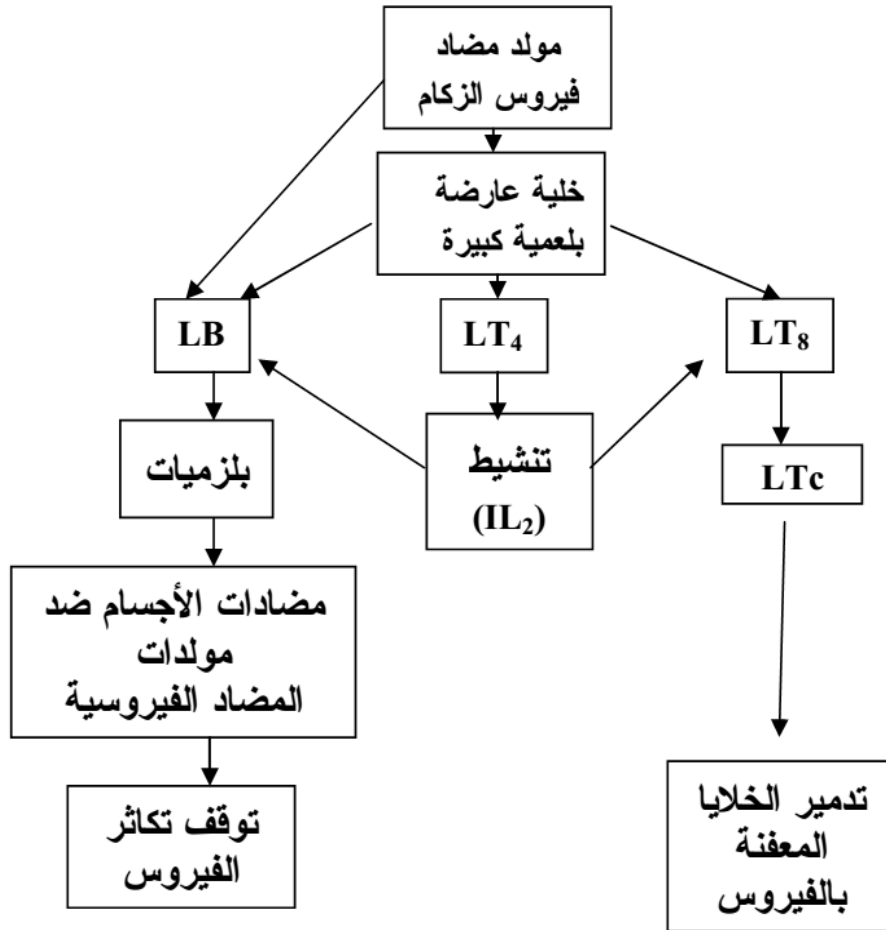 مولد مضاد
فيروس الزكام
خلية عارضة
بلعمية كبيرة
LB
LT₄
LT₈
بلزميات
تنشيط
(IL₂)
LTc
مضادات الأجسام ضد
مولدات
المضاد الفيروسية
توقف تكاثر
الفيروس
تدمير الخلايا
المعفنة
بالفيروس